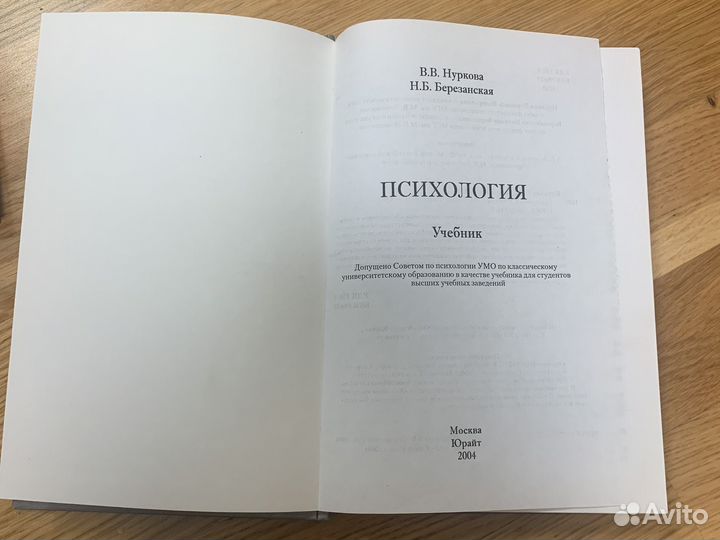 В.В. Нуркова
Н.Б. Березанская
ПСИХОЛОГИЯ
Учебник
Допущено Советом по психологии УМО по классическому
университетскому образованию в качестве учебника для студентов
высших учебных заведений
Москва
Юрайт
2004
Avito